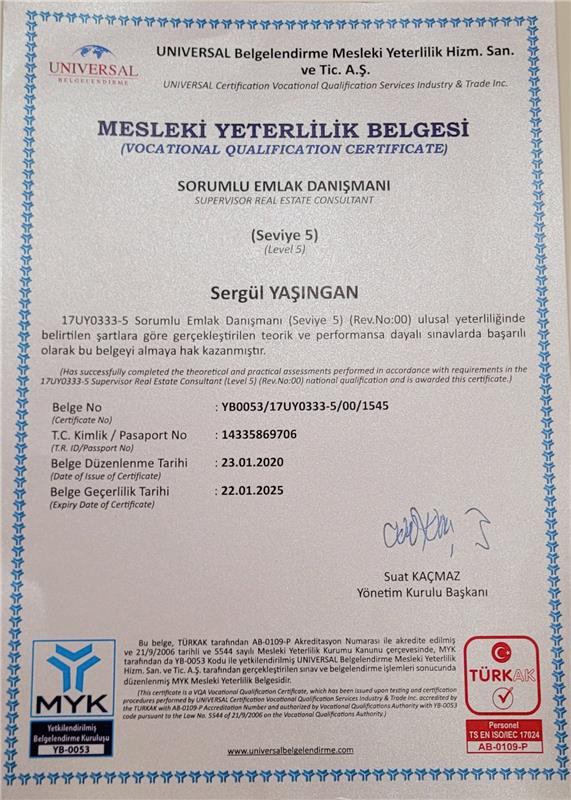 UNIVERSAL
BELGELENDİRME
UNIVERSAL Belgelendirme Mesleki Yeterlilik Hizm. San.
ve Tic. A.Ş.
UNIVERSAL Certification Vocational Qualification Services Industry & Trade Inc.
MESLEKİ YETERLİLİK BELGESİ
(VOCATIONAL QUALIFICATION CERTIFICATE)
SORUMLU EMLAK DANIŞMANI
SUPERVISOR REAL ESTATE CONSULTANT
(Seviye 5)
(Level 5)
Sergül YAŞINGAN
17UY0333-5 Sorumlu Emlak Danışmanı (Seviye 5) (Rev.No:00) ulusal yeterliliğinde
belirtilen şartlara göre gerçekleştirilen teorik ve performansa dayalı sınavlarda başarılı
olarak bu belgeyi almaya hak kazanmıştır.
(Has successfully completed the theoretical and practical assessments performed in accordance with requirements in the
17UY0333-5 Supervisor Real Estate Consultant (Level 5) (Rev.No:00) national qualification and is awarded this certificate.)
Belge No : YB0053/17UY0333-5/00/1545
(Certificate No)
T.C. Kimlik / Pasaport No : 14335869706
(T.R. ID/Passport No)
Belge Düzenlenme Tarihi : 23.01.2020
(Date of Issue of Certificate)
Belge Geçerlilik Tarihi : 22.01.2025
(Expiry Date of Certificate)
Suat KAÇMAZ
Yönetim Kurulu Başkanı
Bu belge, TÜRKAK tarafından AB-0109-P Akreditasyon Numarası ile akredite edilmiş
ve 21/9/2006 tarihli ve 5544 sayılı Mesleki Yeterlilik Kurumu Kanunu çerçevesinde, MYK
tarafından da YB-0053 Kodu ile yetkilendirilmiş UNIVERSAL Belgelendirme Mesleki Yeterlilik
Hizm. San. ve Tic. A.Ş. tarafından gerçekleştirilen sınav ve belgelendirme işlemleri sonucunda
düzenlenmiş MYK Mesleki Yeterlilik Belgesidir.
(This certificate is a VQA Vocational Qualification Certificate, which has been issued upon testing and certification
procedures performed by UNIVERSAL Certification Vocational Qualification Services Industry & Trade Inc. accredited by
the TÜRKAK with AB-0109-P Accreditation Number and authorized by Vocational Qualifications Authority with YB-0053
code pursuant to the Law No. 5544 of 21/9/2006 on the Vocational Qualifications Authority.)
www.universalbelgelendirme.com
MYK
Yetkilendirilmiş
Belgelendirme Kuruluşu
YB-0053
TÜRKAK
Personel
TS EN ISO/IEC 17024
AB-0109-P